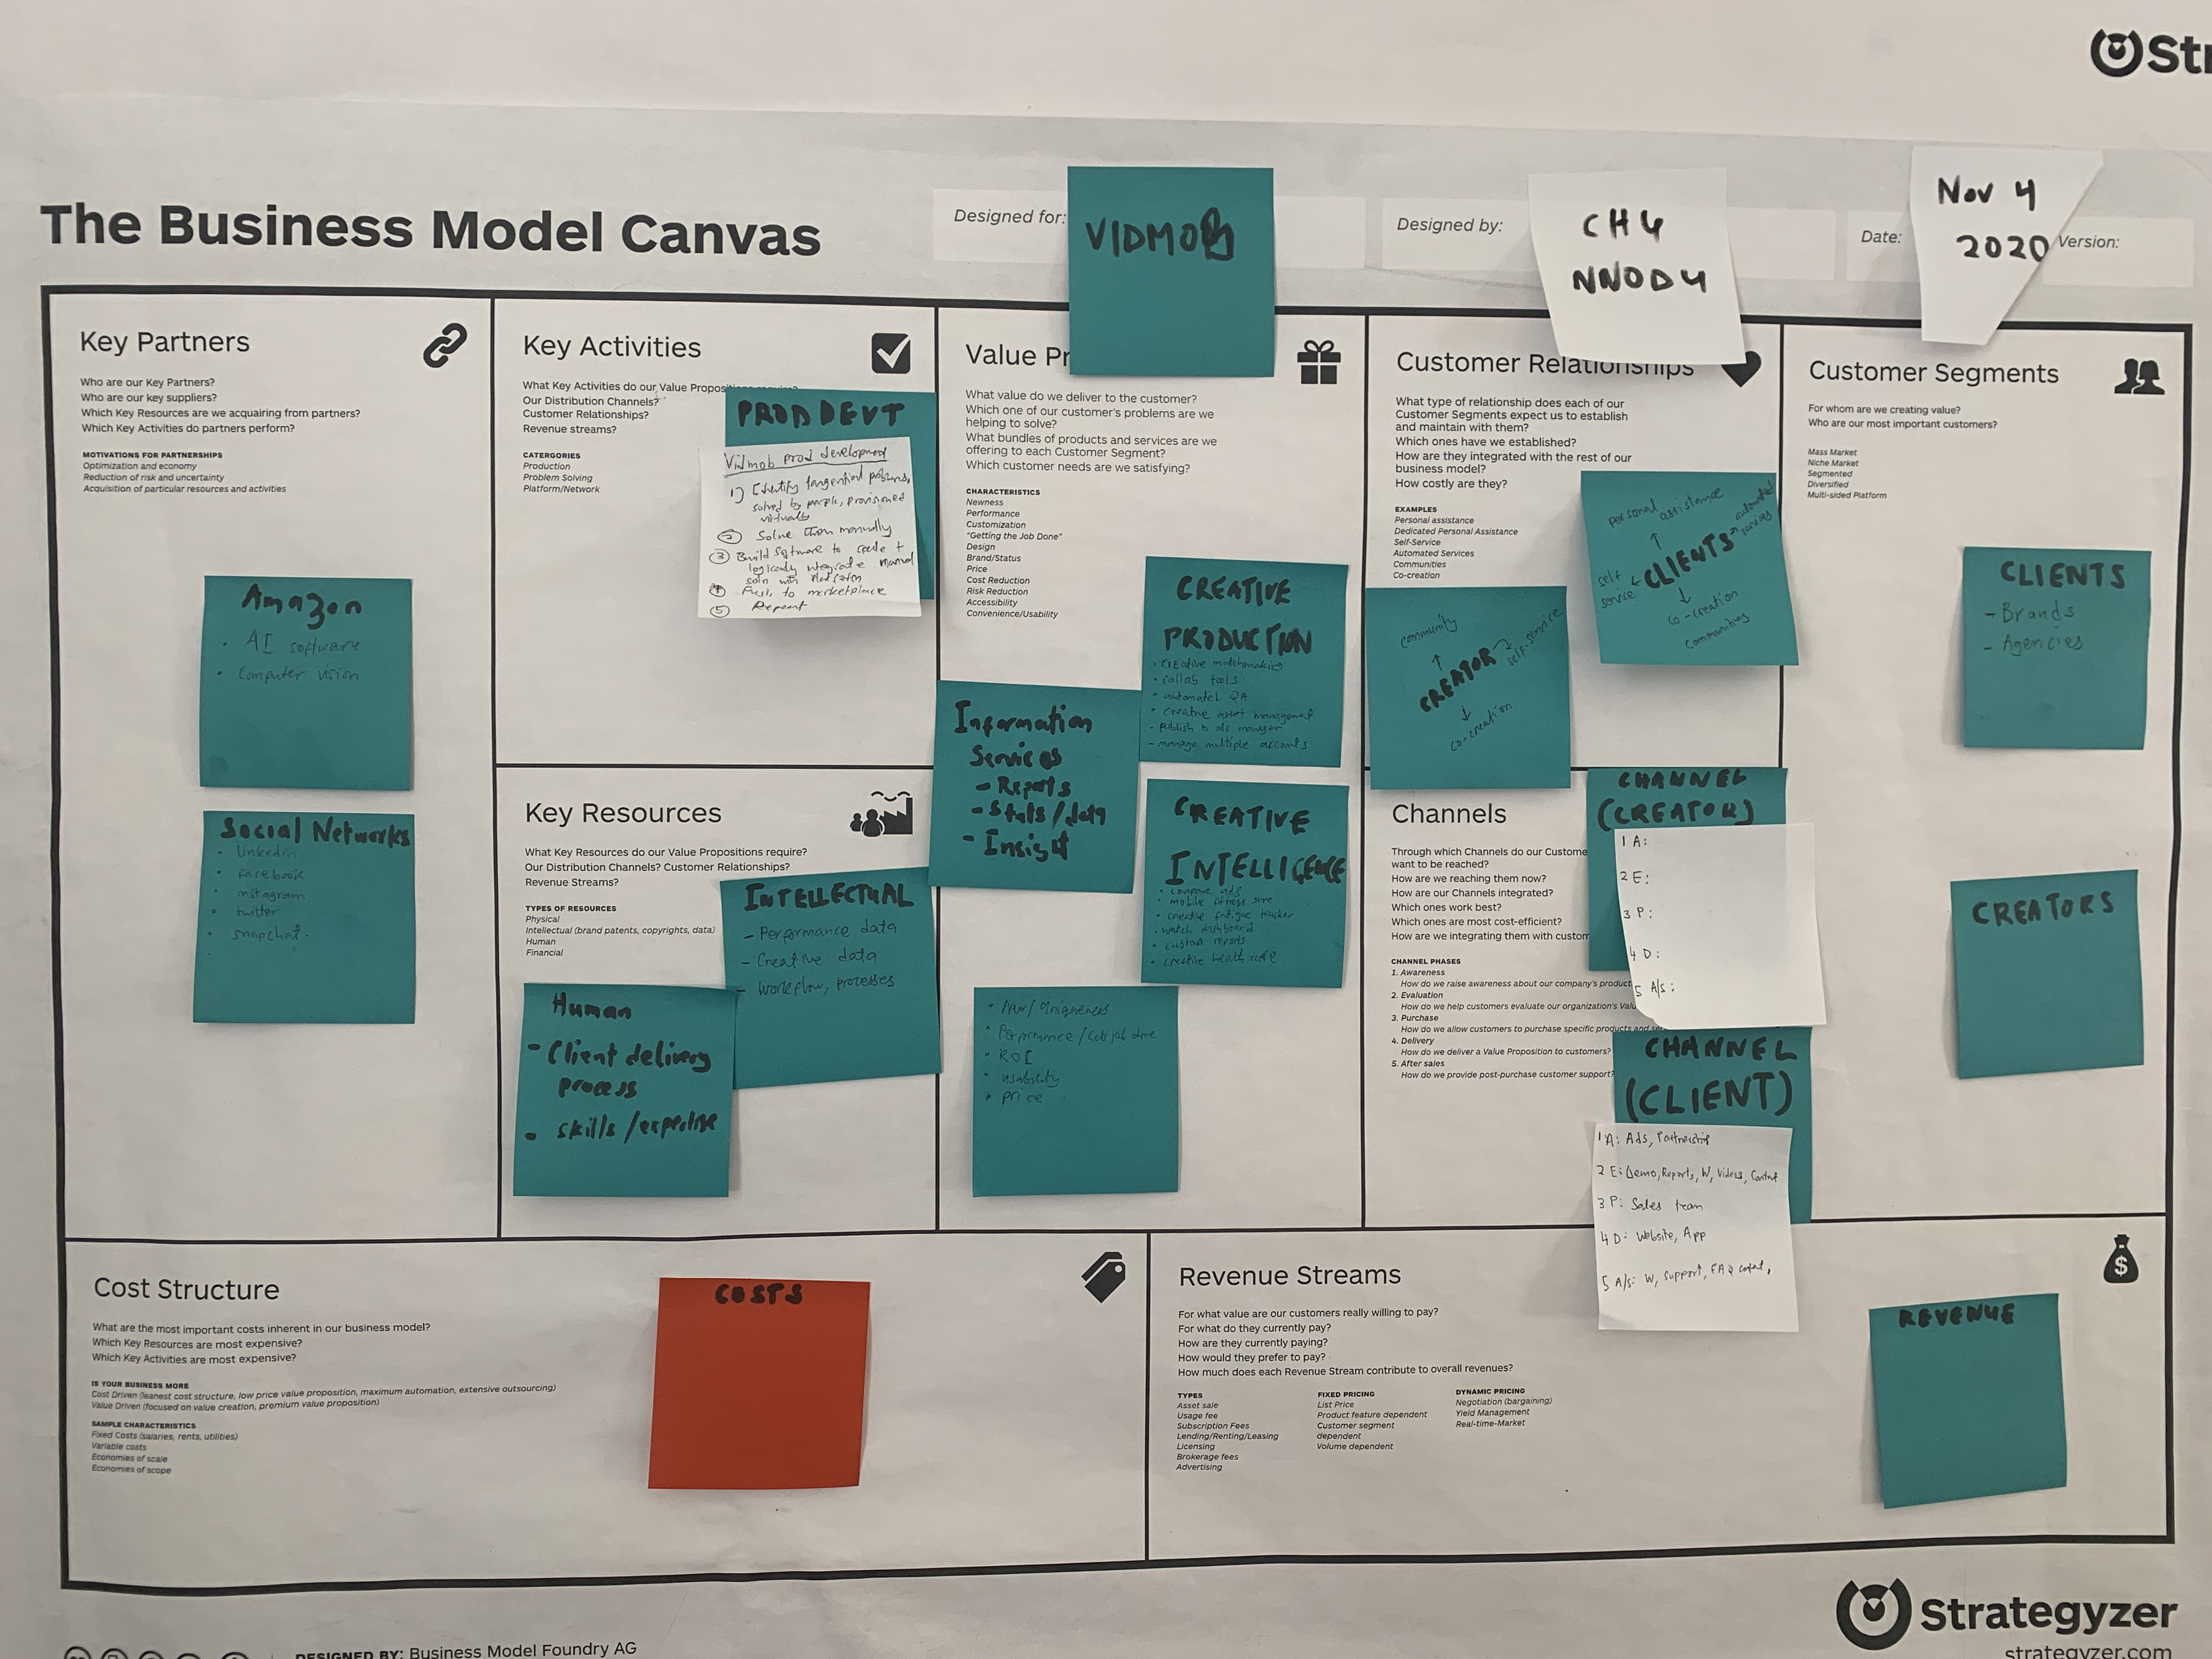 Str
The Business Model Canvas
Designed for:
VIDMOB
Designed by:
CH4
NNOD4
Date:
Nov 4
2020
Version:
Key Partners
Who are our Key Partners?
Who are our key suppliers?
Which Key Resources are we acquairing from partners?
Which Key Activities do partners perform?
MOTIVATIONS FOR PARTNERSHIPS
Optimization and economy
Reduction of risk and uncertainty
Acquisition of particular resources and activities
Amazon
• AI software
• Computer vision
Social Networks
• linkedin
• facebook
• instagram
• twitter
• snapchat.
Key Activities
What Key Activities do our Value Propositions require?
Our Distribution Channels?
Customer Relationships?
Revenue streams?
CATERGORIES
Production
Problem Solving
Platform/Network
PROD DEVT
Vidmob prod development
1) Identify tangential problems,
solved by people, provisioned
virtually
2 Solve them manually
3 Build software to create +
logically integrate manual
soln with platform
4 Push to marketplace
5 Repeat
Key Resources
What Key Resources do our Value Propositions require?
Our Distribution Channels? Customer Relationships?
Revenue Streams?
TYPES OF RESOURCES
Physical
Intellectual (brand patents, copyrights, data)
Human
Financial
INTELLECTUAL
- Performance data
- Creative data
- Workflow, processes
Human
- Client delivery
process
- skills/expertise
Value Pr
What value do we deliver to the customer?
Which one of our customer's problems are we
helping to solve?
What bundles of products and services are we
offering to each Customer Segment?
Which customer needs are we satisfying?
CHARACTERISTICS
Newness
Performance
Customization
"Getting the Job Done"
Design
Brand/Status
Price
Cost Reduction
Risk Reduction
Accessibility
Convenience/Usability
CREATIVE
PRODUCTION
• creative matchmaking
• collab tools
• automated QA
• creative asset management
- publish to ads manager
- manage multiple accounts
Information
Services
- Reports
- Stats/data
- Insight
CREATIVE
INTELLIGENCE
• compare ads
• mobile fitness score
• creative fatigue tracker
• watch dashboard
• custom reports
• creative health score
• New/Uniqueness
• Performance/Gets job done
• ROI
• usability
• price
Customer Relationships
What type of relationship does each of our
Customer Segments expect us to establish
and maintain with them?
Which ones have we established?
How are they integrated with the rest of our
business model?
How costly are they?
EXAMPLES
Personal assistance
Dedicated Personal Assistance
Self-Service
Automated Services
Communities
Co-creation
personal assistance
automated
services
CLIENTS
self
service
co-creation
communities
community
CREATOR
self-service
co-creation
Channels
Through which Channels do our Custome
want to be reached?
How are we reaching them now?
How are our Channels integrated?
Which ones work best?
Which ones are most cost-efficient?
How are we integrating them with custom
CHANNEL PHASES
1. Awareness
How do we raise awareness about our company's product
2. Evaluation
How do we help customers evaluate our organization's Valu
3. Purchase
How do we allow customers to purchase specific products and se
4. Delivery
How do we deliver a Value Proposition to customers?
5. After sales
How do we provide post-purchase customer support?
CHANNEL
(CREATOR)
1 A:
2 E:
3 P:
4 D:
5 A/s:
CHANNEL
(CLIENT)
1 A: Ads, Partnership
2 E: Demo, Reports, W, Videos, Content
3 P: Sales team
4 D: Website, App
5 A/s: W, support, FAQ
Customer Segments
For whom are we creating value?
Who are our most important customers?
Mass Market
Niche Market
Segmented
Diversified
Multi-sided Platform
CLIENTS
- Brands
- Agencies
CREATORS
Cost Structure
What are the most important costs inherent in our business model?
Which Key Resources are most expensive?
Which Key Activities are most expensive?
IS YOUR BUSINESS MORE
Cost Driven (leanest cost structure, low price value proposition, maximum automation, extensive outsourcing)
Value Driven (focused on value creation, premium value proposition)
SAMPLE CHARACTERISTICS
Fixed Costs (salaries, rents, utilities)
Variable costs
Economies of scale
Economies of scope
COSTS
Revenue Streams
For what value are our customers really willing to pay?
For what do they currently pay?
How are they currently paying?
How would they prefer to pay?
How much does each Revenue Stream contribute to overall revenues?
TYPES
Asset sale
Usage fee
Subscription Fees
Lending/Renting/Leasing
Licensing
Brokerage fees
Advertising
FIXED PRICING
List Price
Product feature dependent
Customer segment
dependent
Volume dependent
DYNAMIC PRICING
Negotiation (bargaining)
Yield Management
Real-time-Market
REVENUE
DESIGNED BY: Business Model Foundry AG
Strategyzer
strategyzer.com